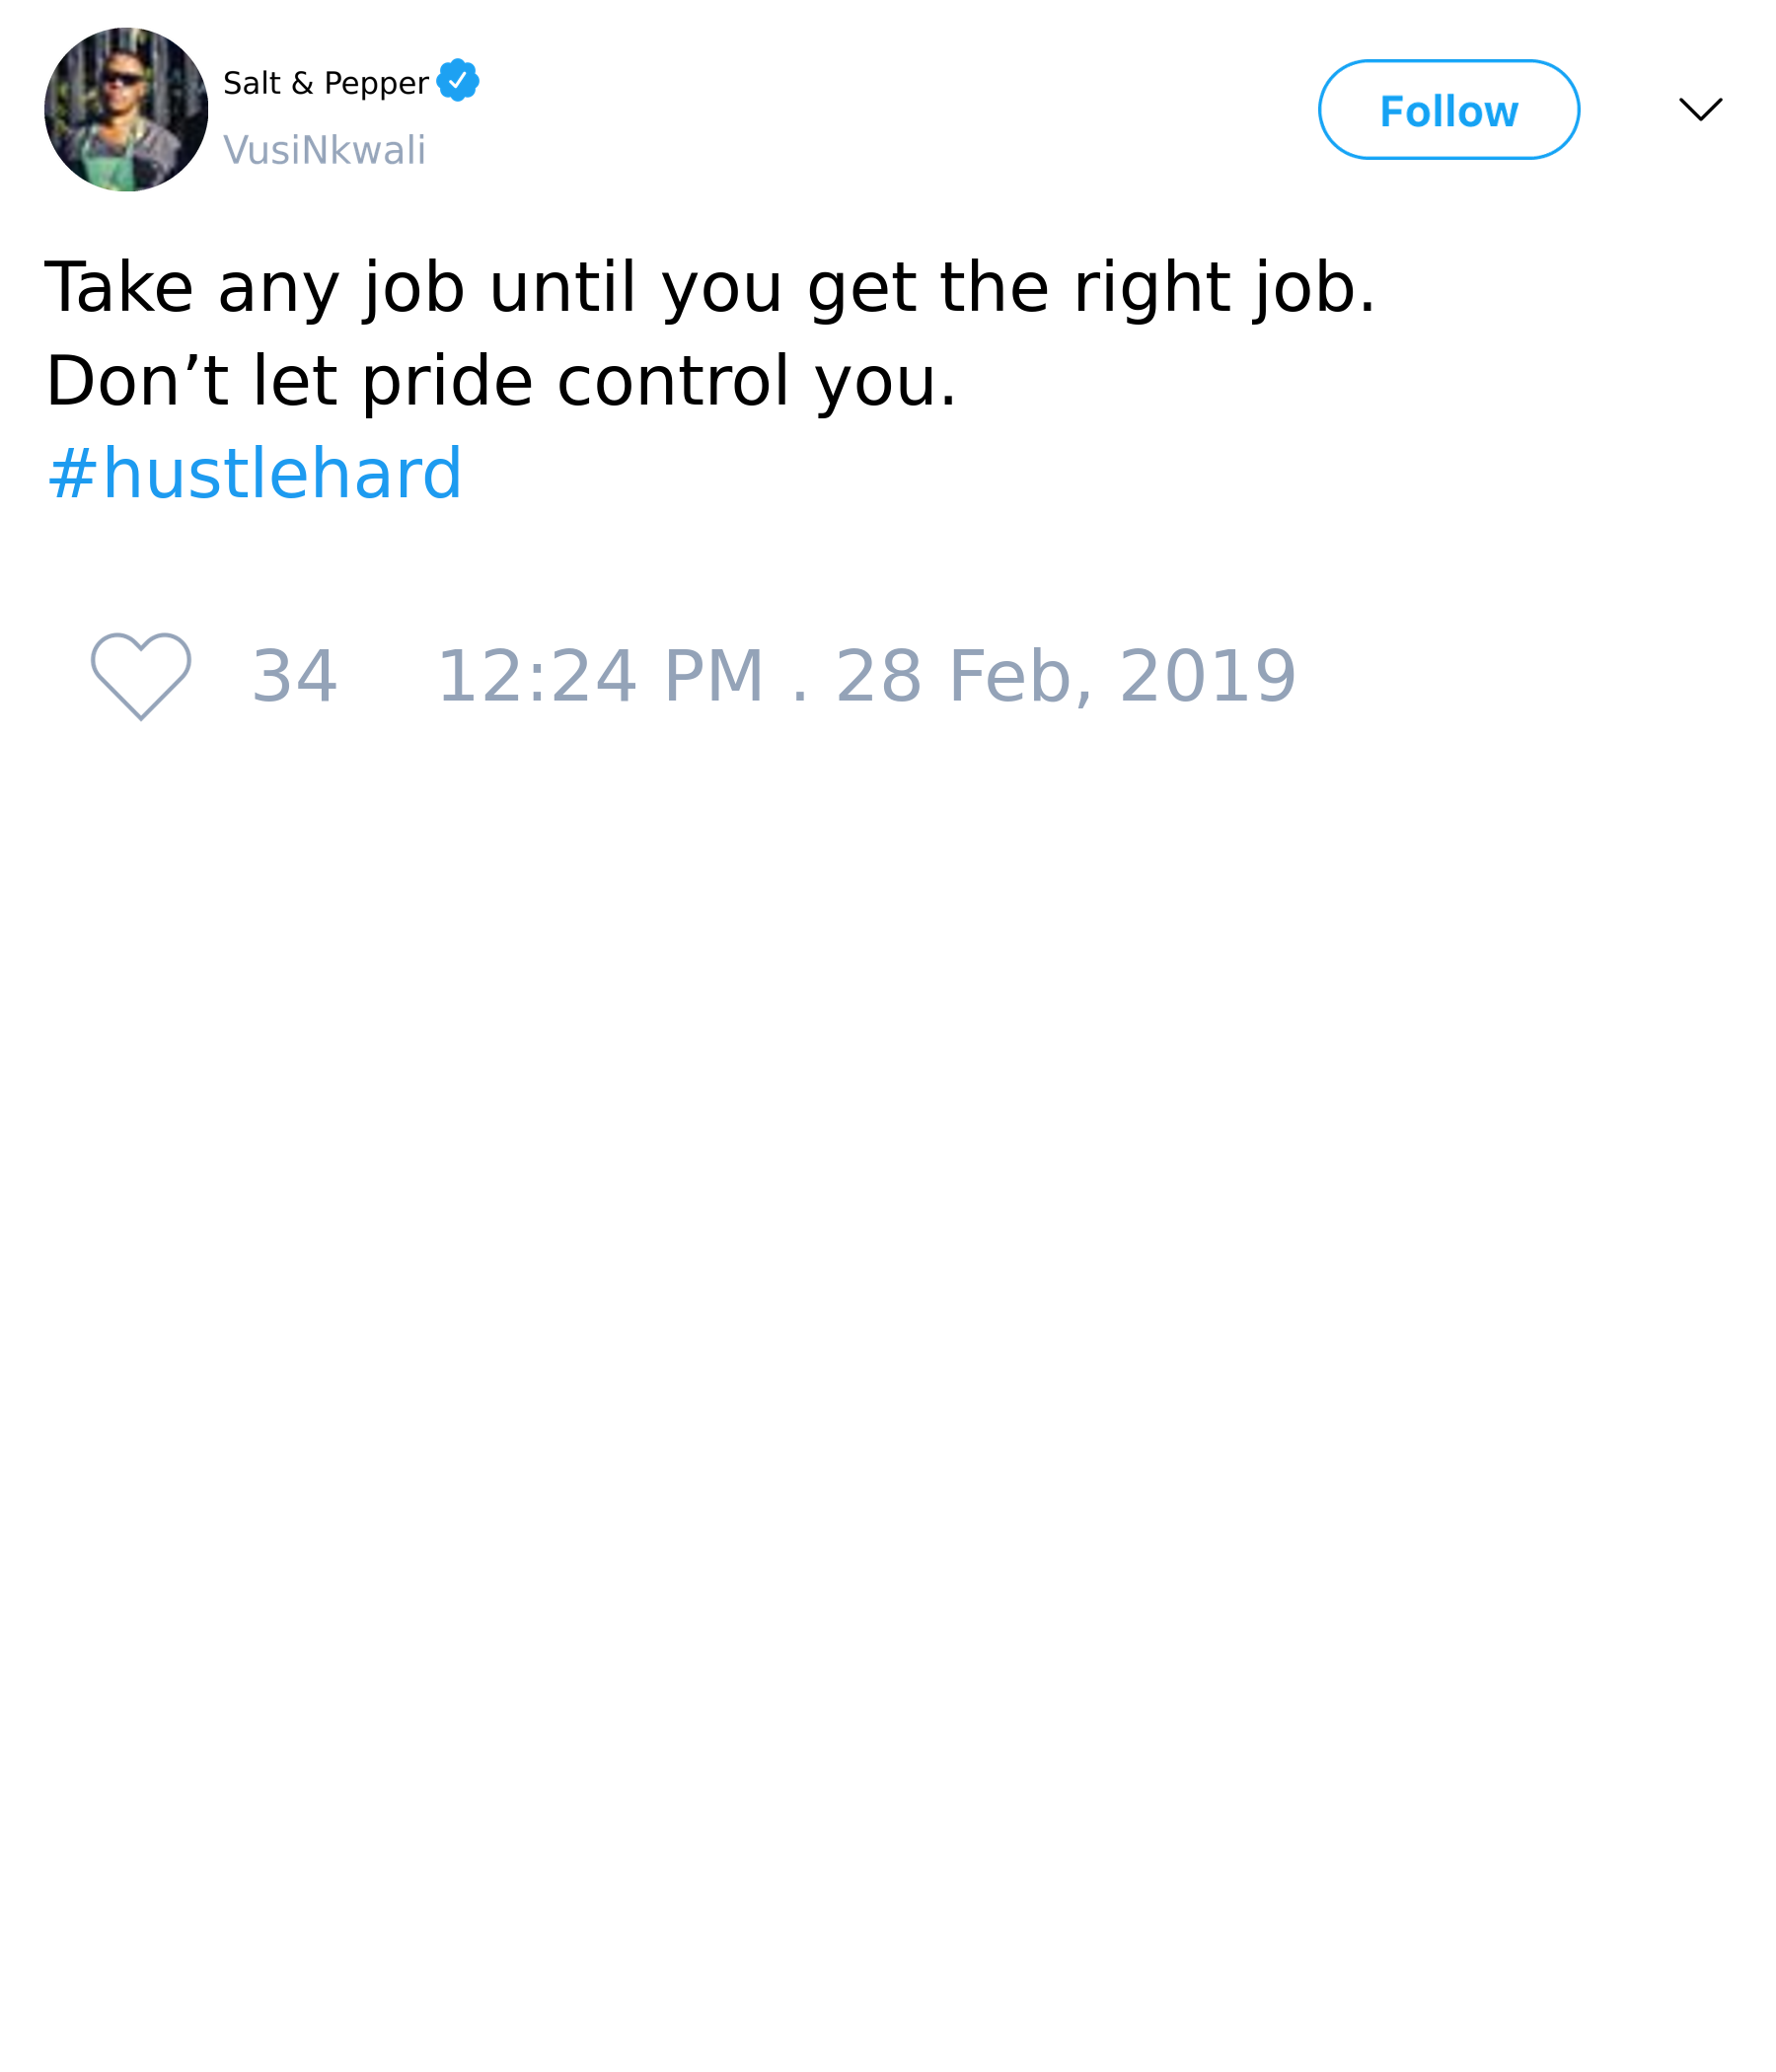 Salt & Pepper
VusiNkwali
Follow
Take any job until you get the right job.
Don’t let pride control you.
#hustlehard
34 12:24 PM . 28 Feb, 2019